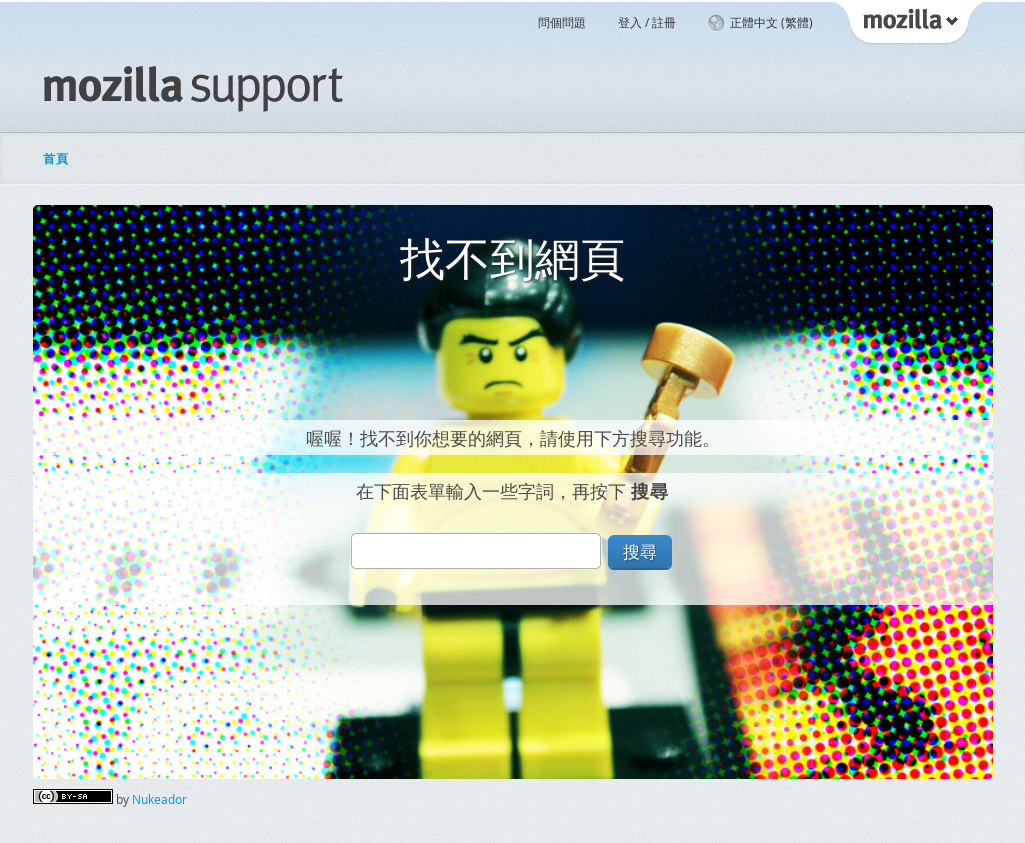 問個問題 登入 / 註冊 正體中文 (繁體) mozilla
mozilla support
首頁
找不到網頁
喔喔！找不到你想要的網頁，請使用下方搜尋功能。
在下面表單輸入一些字詞，再按下 搜尋
搜尋
(cc) BY-SA by Nukeador